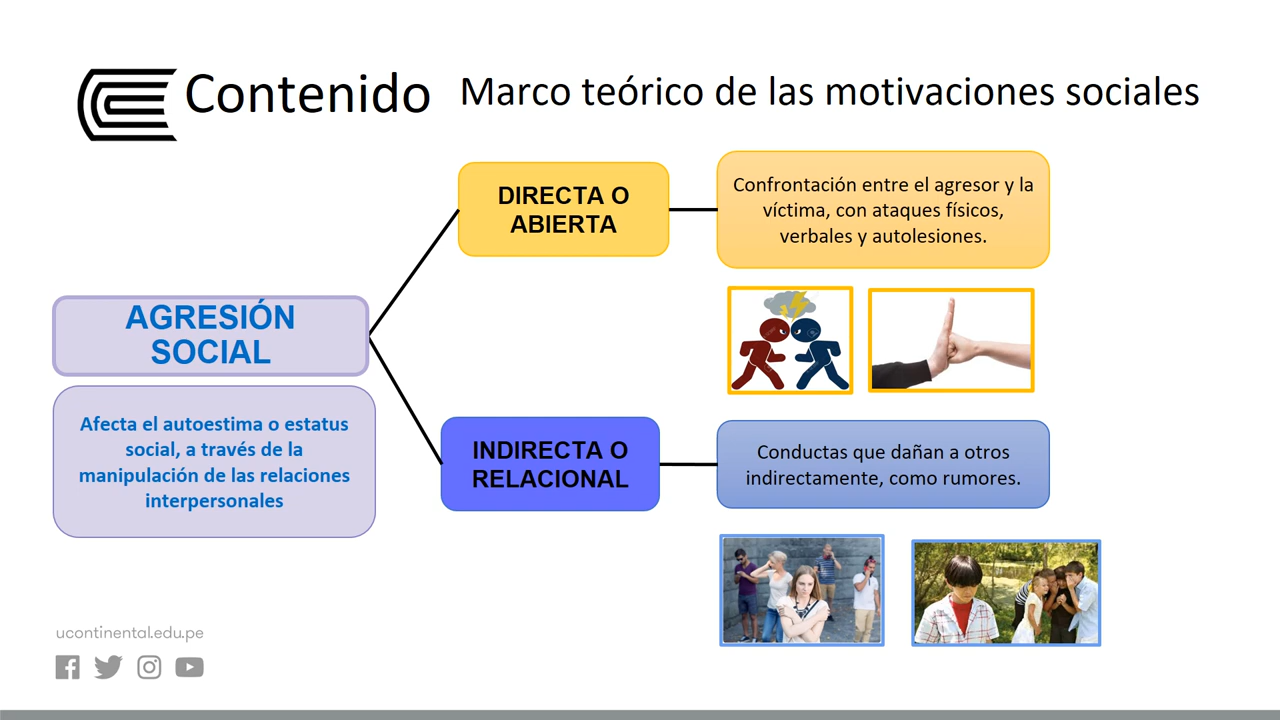 Contenido
Marco teórico de las motivaciones sociales
DIRECTA O
ABIERTA
Confrontación entre el agresor y la
víctima, con ataques físicos,
verbales y autolesiones.
AGRESIÓN
SOCIAL
Afecta el autoestima o estatus
social, a través de la
manipulación de las relaciones
interpersonales
INDIRECTA O
RELACIONAL
Conductas que dañan a otros
indirectamente, como rumores.
ucontinental.edu.pe